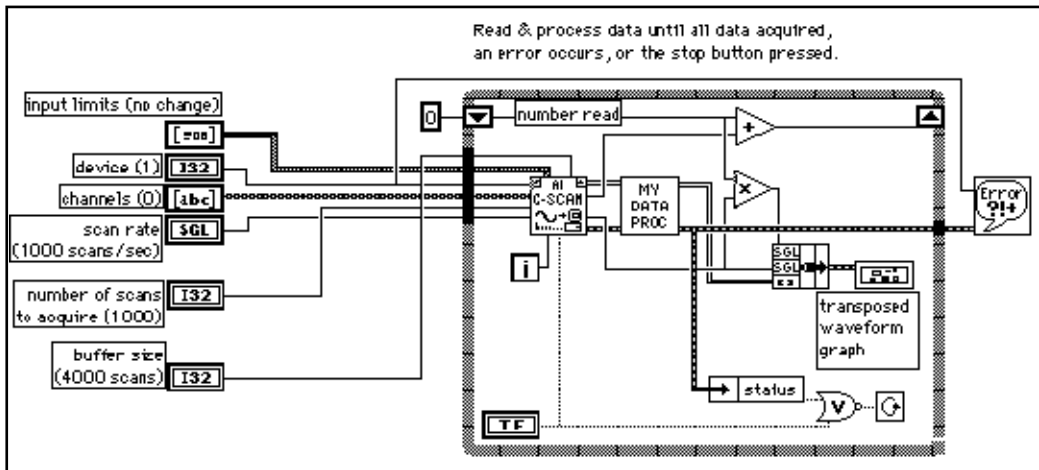 Read & process data until all data acquired,
an error occurs, or the stop button pressed.
input limits (no change)
device (1)
I32
channels (0)
[abc]
scan rate
(1000 scans/sec)
SGL
number of scans
to acquire (1000)
I32
buffer size
(4000 scans)
I32
0
number read
+
AI
C-SCAN
MY
DATA
PROC
x
i
SGL
SGL
transposed
waveform
graph
status
V
TF
Error
?!+